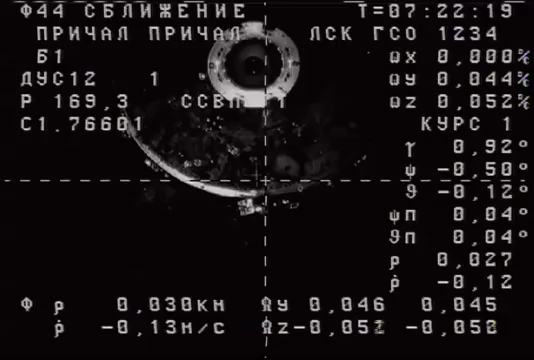 Ф44 СБЛИЖЕНИЕ T=07:22:19
ПРИЧАЛ ПРИЧАЛ ЛСК ГСО 1234
Б1 ωx 0,000%
ДУС12 1 ωy 0,044%
Р 169,3 ССВП 1 ωz 0,052%
С1.76601 КУРС 1
γ 0,92°
ψ -0,50°
ϑ -0,12°
ψп 0,04°
ϑп 0,04°
ρ 0,027
ρ̇ -0,12
Ф ρ 0,030км Ωy 0,046 0,045
ρ̇ -0,13м/с Ωz-0,052 -0,050